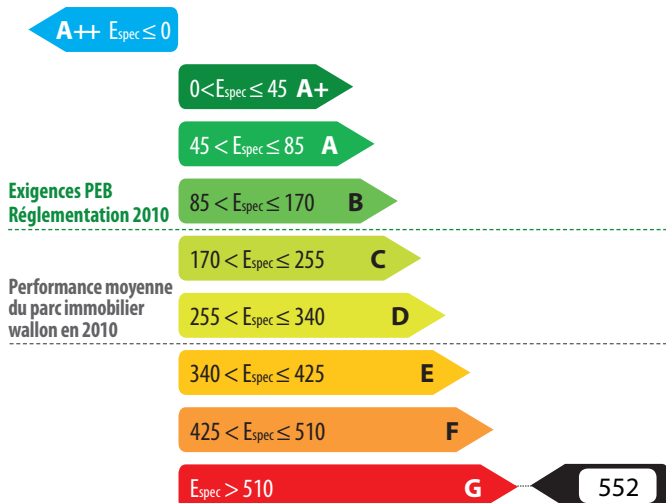 A++ Espec ≤ 0
0 < Espec ≤ 45 A+
45 < Espec ≤ 85 A
Exigences PEB
Réglementation 2010
85 < Espec ≤ 170 B
170 < Espec ≤ 255 C
Performance moyenne
du parc immobilier
wallon en 2010
255 < Espec ≤ 340 D
340 < Espec ≤ 425 E
425 < Espec ≤ 510 F
Espec > 510 G 552